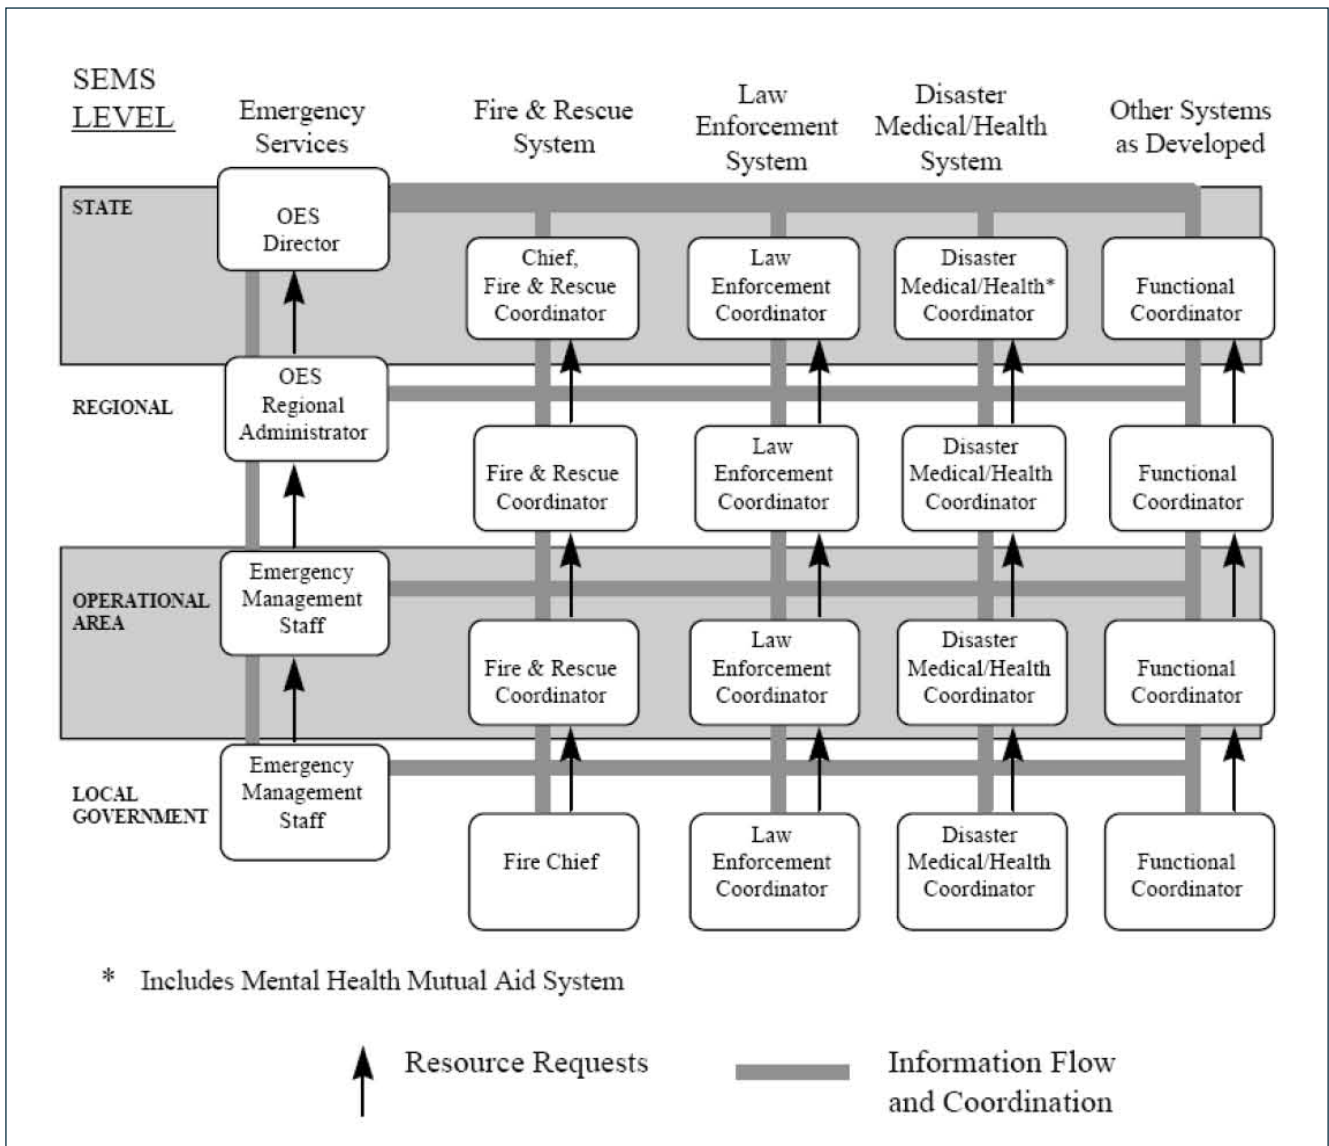 SEMS
LEVEL
Emergency
Services
Fire & Rescue
System
Law
Enforcement
System
Disaster
Medical/Health
System
Other Systems
as Developed
STATE
OES
Director
Chief,
Fire & Rescue
Coordinator
Law
Enforcement
Coordinator
Disaster
Medical/Health*
Coordinator
Functional
Coordinator
REGIONAL
OES
Regional
Administrator
Fire & Rescue
Coordinator
Law
Enforcement
Coordinator
Disaster
Medical/Health
Coordinator
Functional
Coordinator
OPERATIONAL
AREA
Emergency
Management
Staff
Fire & Rescue
Coordinator
Law
Enforcement
Coordinator
Disaster
Medical/Health
Coordinator
Functional
Coordinator
LOCAL
GOVERNMENT
Emergency
Management
Staff
Fire Chief
Law
Enforcement
Coordinator
Disaster
Medical/Health
Coordinator
Functional
Coordinator
* Includes Mental Health Mutual Aid System
Resource Requests
Information Flow
and Coordination